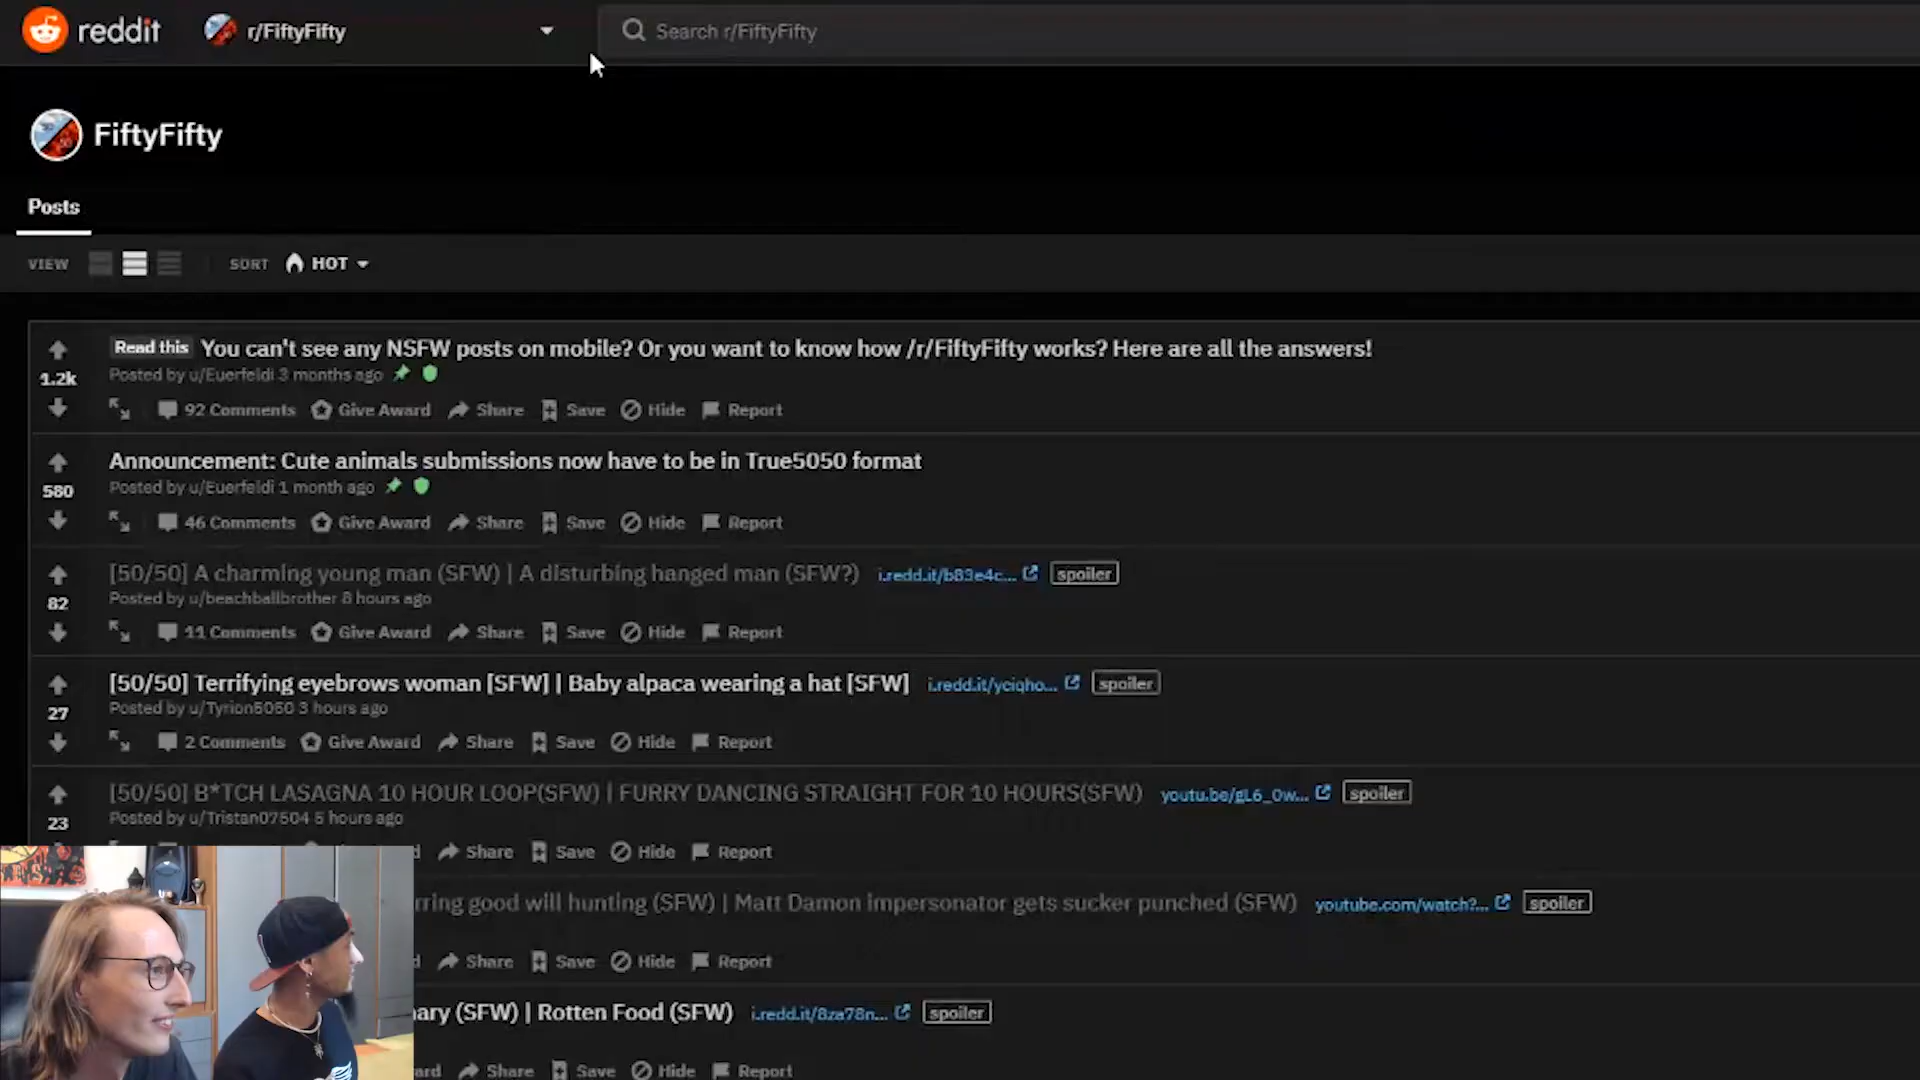 reddit r/FiftyFifty Search r/FiftyFifty
FiftyFifty
Posts
VIEW SORT HOT
Read this You can't see any NSFW posts on mobile? Or you want to know how /r/FiftyFifty works? Here are all the answers!
Posted by u/Euerfeldi 3 months ago
1.2k
92 Comments Give Award Share Save Hide Report
Announcement: Cute animals submissions now have to be in True5050 format
Posted by u/Euerfeldi 1 month ago
580
46 Comments Give Award Share Save Hide Report
[50/50] A charming young man (SFW) | A disturbing hanged man (SFW?) i.redd.it/b83e4c... spoiler
Posted by u/beachballbrother 8 hours ago
82
11 Comments Give Award Share Save Hide Report
[50/50] Terrifying eyebrows woman [SFW] | Baby alpaca wearing a hat [SFW] i.redd.it/yciqho... spoiler
Posted by u/Tyrion5050 3 hours ago
27
2 Comments Give Award Share Save Hide Report
[50/50] B*TCH LASAGNA 10 HOUR LOOP(SFW) | FURRY DANCING STRAIGHT FOR 10 HOURS(SFW) youtu.be/gL6_0w... spoiler
Posted by u/Tristan07504 5 hours ago
23
Share Save Hide Report
rring good will hunting (SFW) | Matt Damon impersonator gets sucker punched (SFW) youtube.com/watch?... spoiler
Share Save Hide Report
ary (SFW) | Rotten Food (SFW) i.redd.it/8za78n... spoiler
ard Share Save Hide Report